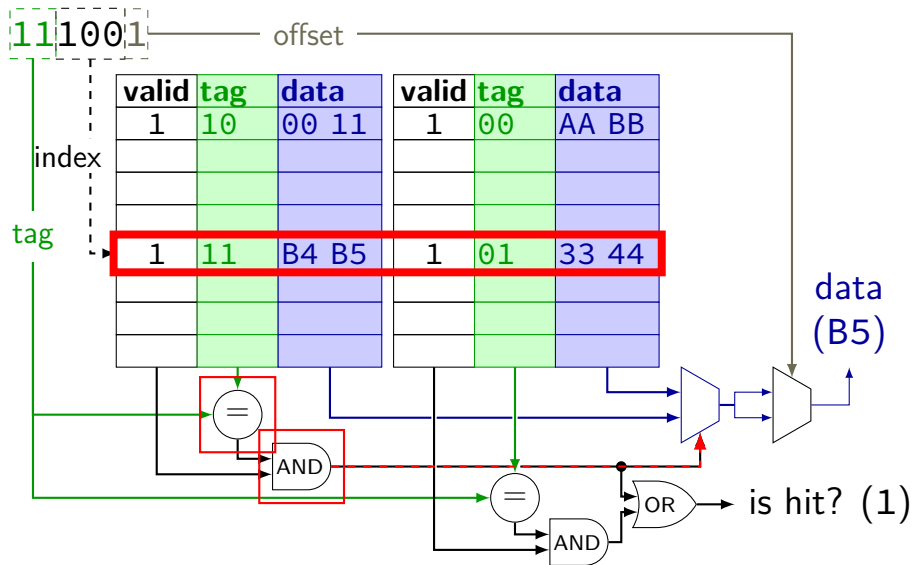 111001
offset
valid tag data valid tag data
1 10 00 11 1 00 AA BB
index
1 11 B4 B5 1 01 33 44
tag
data
(B5)
=
AND
=
OR
is hit? (1)
AND